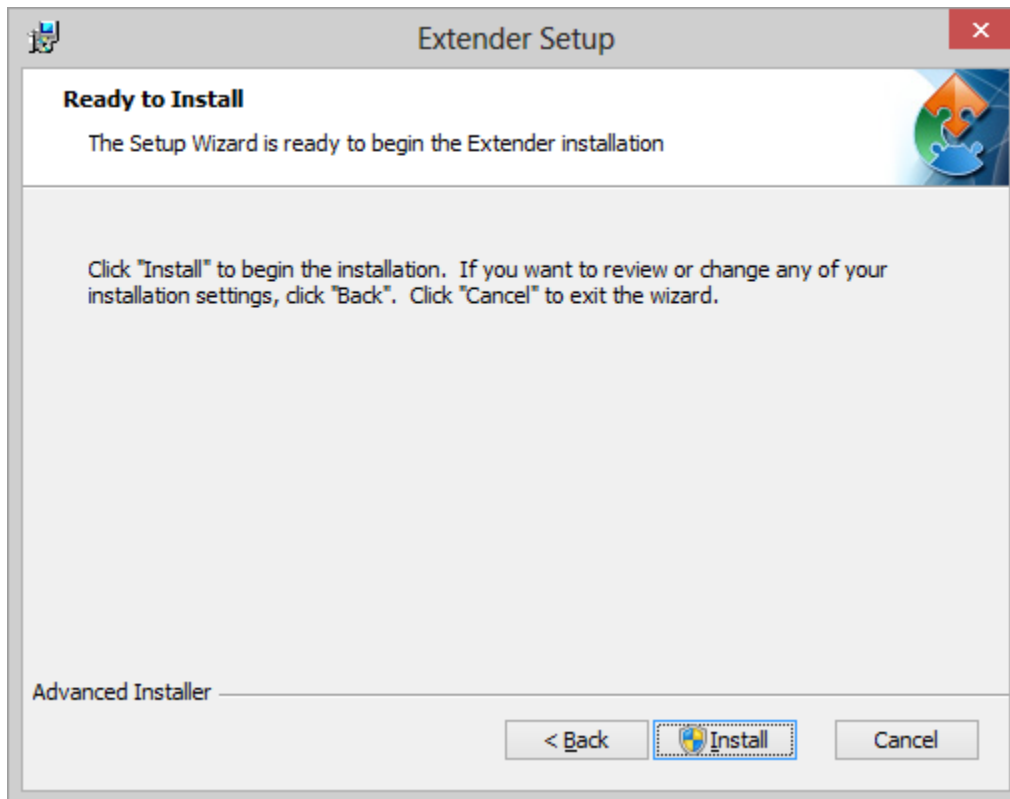 Extender Setup
Ready to Install
The Setup Wizard is ready to begin the Extender installation
Click "Install" to begin the installation.  If you want to review or change any of your
installation settings, click "Back".  Click "Cancel" to exit the wizard.
Advanced Installer
< Back
Install
Cancel